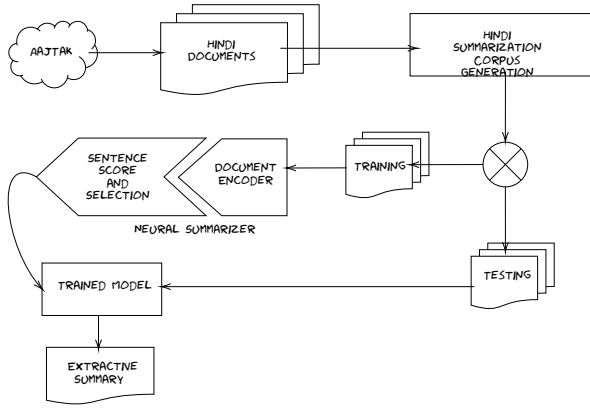 AAJTAK
HINDI
DOCUMENTS
HINDI
SUMMARIZATION
CORPUS
GENERATION
SENTENCE
SCORE
AND
SELECTION
DOCUMENT
ENCODER
TRAINING
NEURAL SUMMARIZER
TESTING
TRAINED MODEL
EXTRACTIVE
SUMMARY